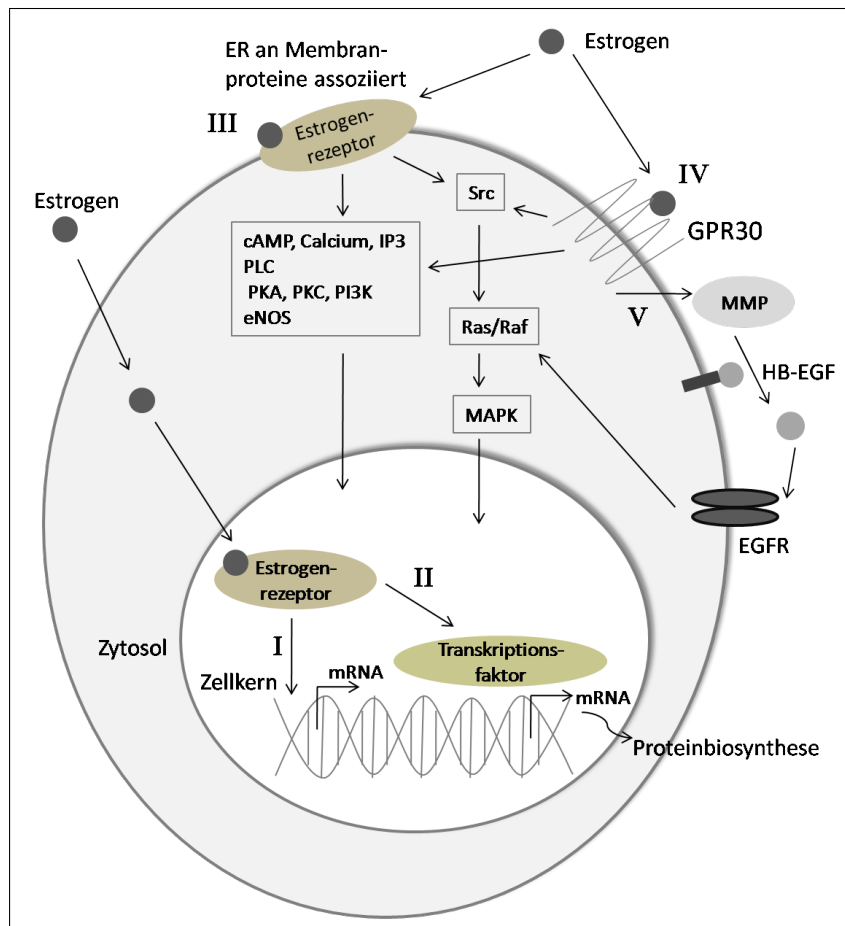 Estrogen
ER an Membran-
proteine assoziiert
III
Estrogen-
rezeptor
IV
Src
GPR30
Estrogen
cAMP, Calcium, IP3
PLC
PKA, PKC, PI3K
eNOS
V
MMP
Ras/Raf
HB-EGF
MAPK
EGFR
Estrogen-
rezeptor
II
I
Zytosol
Transkriptions-
faktor
Zellkern
mRNA
mRNA
Proteinbiosynthese